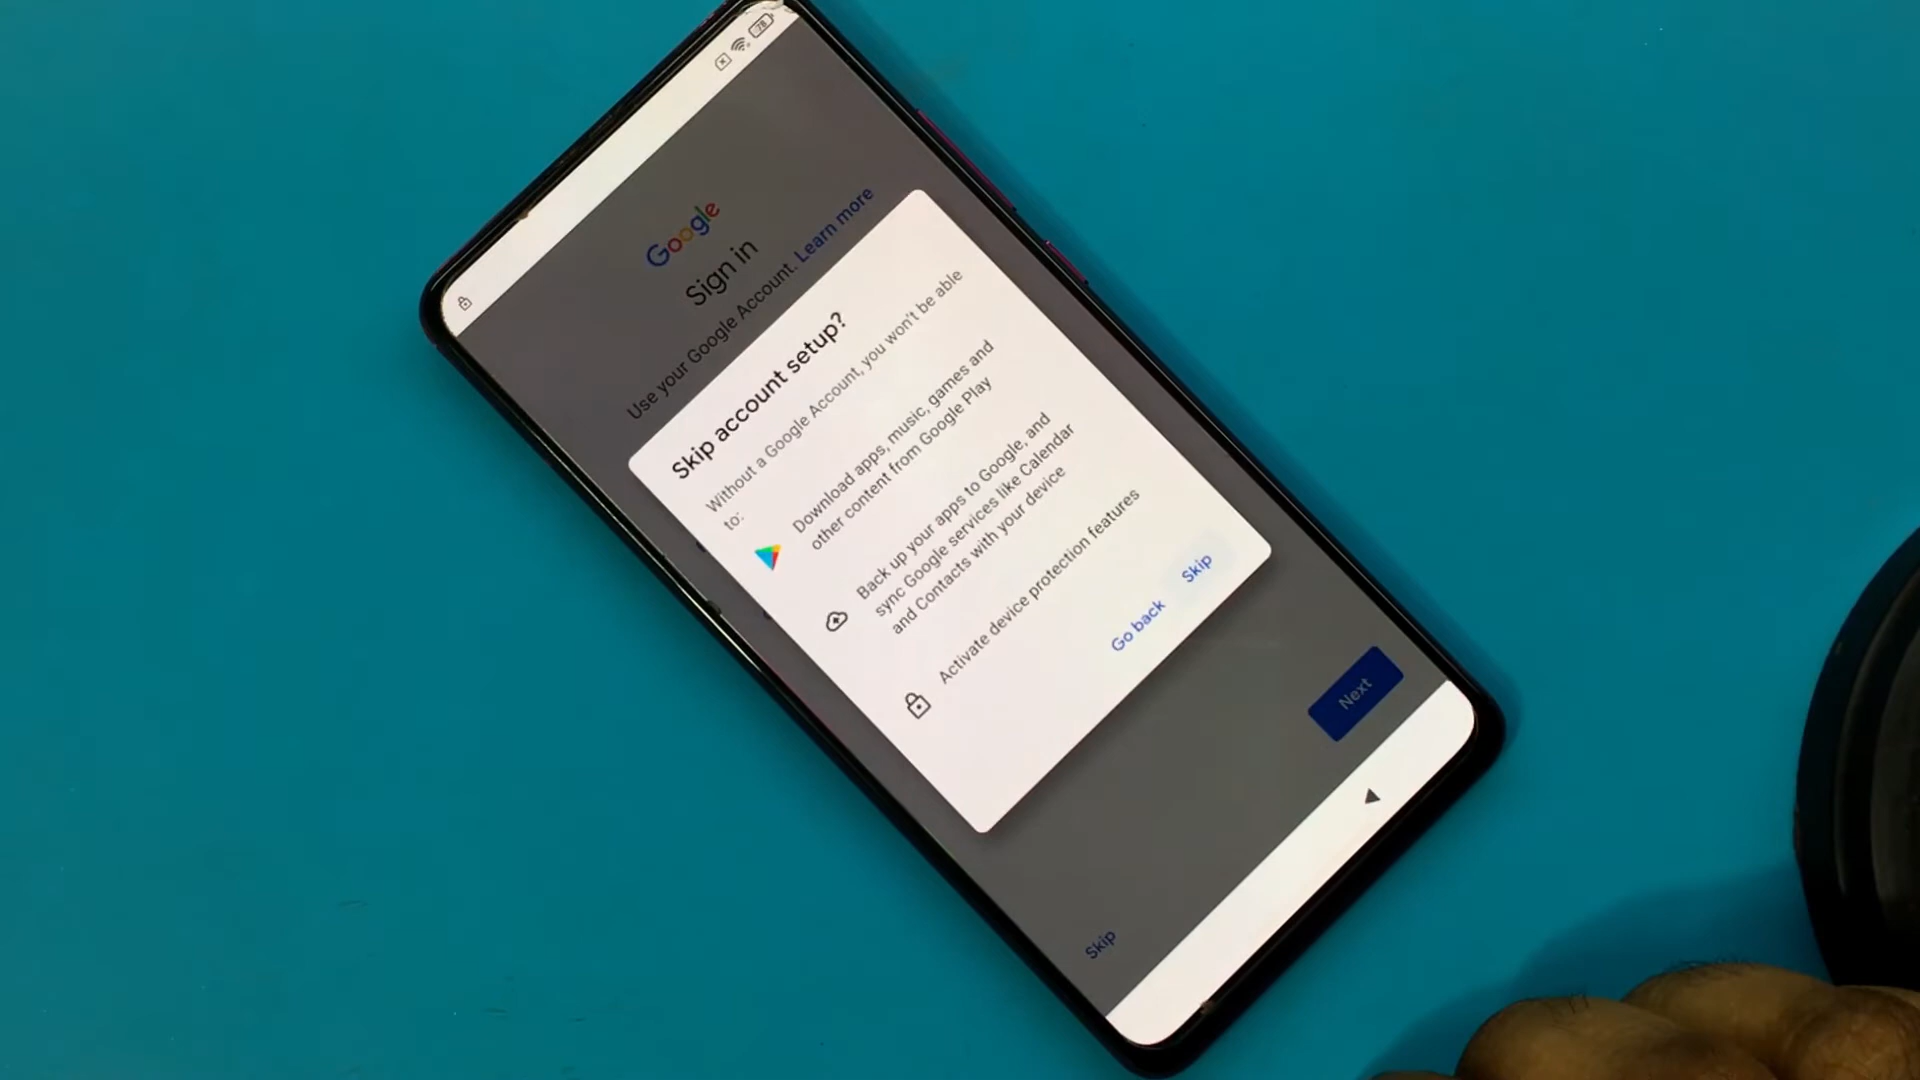 78
Google
Sign in
Use your Google Account. Learn more
Skip account setup?
Without a Google Account, you won't be able
to:
Download apps, music, games and
other content from Google Play
Back up your apps to Google, and
sync Google services like Calendar
and Contacts with your device
Activate device protection features
Go back Skip
Next
Skip